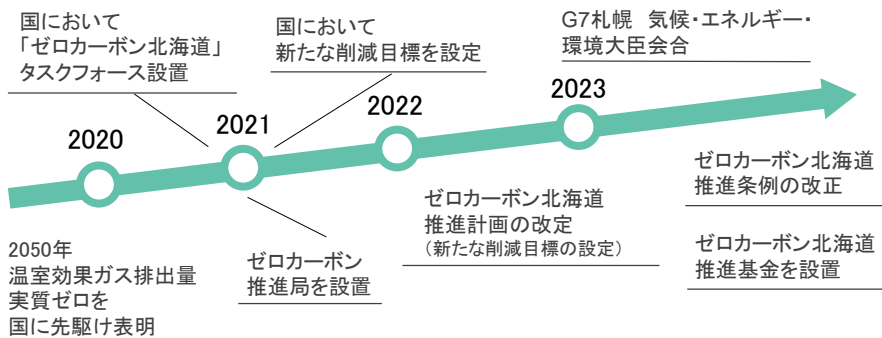 国において
「ゼロカーボン北海道」
タスクフォース設置
国において
新たな削減目標を設定
G7札幌 気候・エネルギー・
環境大臣会合
2020
2021
2022
2023
2050年
温室効果ガス排出量
実質ゼロを
国に先駆け表明
ゼロカーボン
推進局を設置
ゼロカーボン北海道
推進計画の改定
（新たな削減目標の設定）
ゼロカーボン北海道
推進条例の改正
ゼロカーボン北海道
推進基金を設置